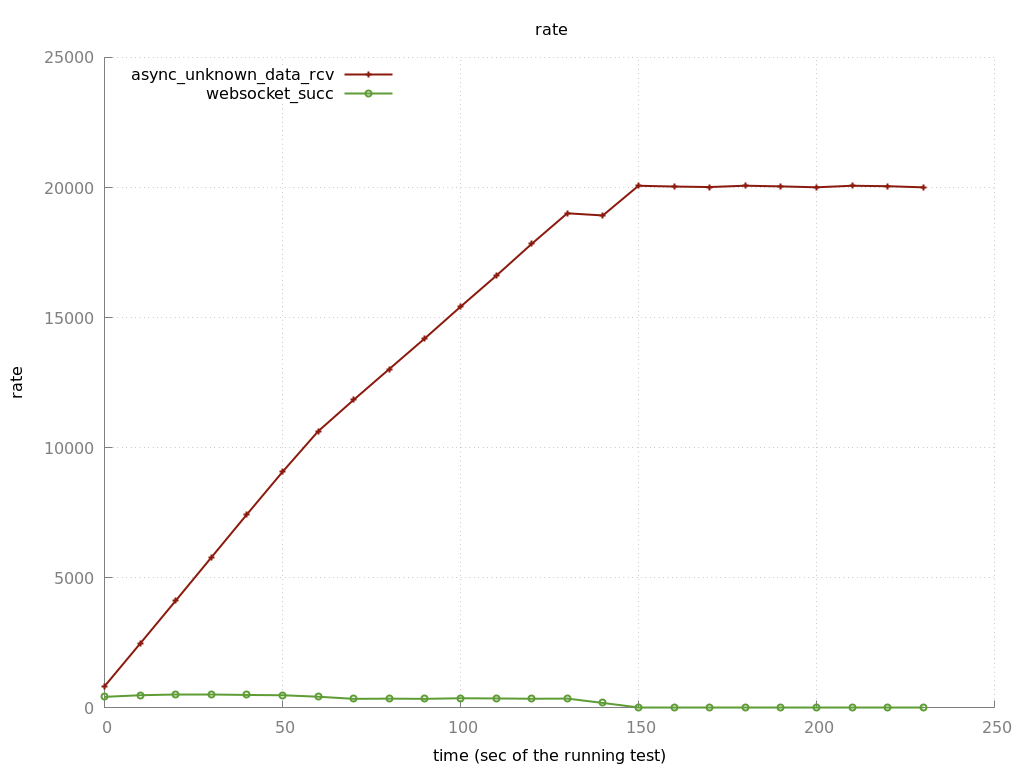 rate
25000
async_unknown_data_rcv
websocket_succ
20000
15000
rate
10000
5000
0
0 50 100 150 200 250
time (sec of the running test)